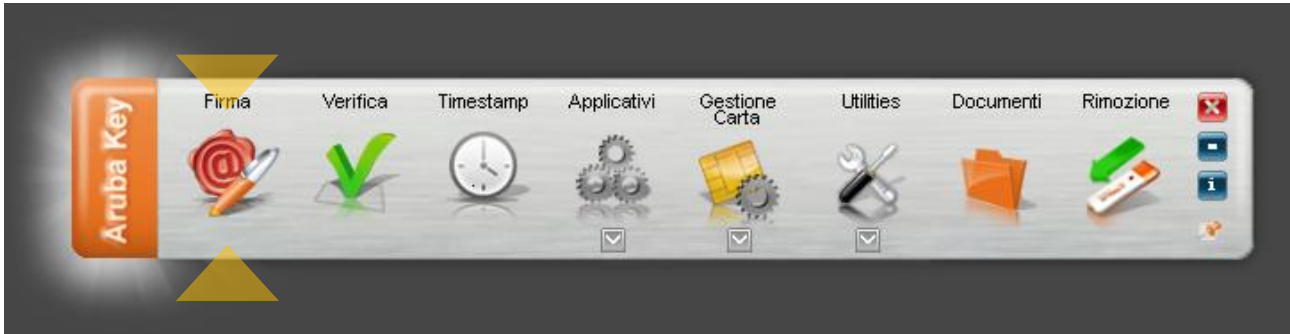 Aruba Key
Firma
Verifica
Timestamp
Applicativi
Gestione
Carta
Utilities
Documenti
Rimozione